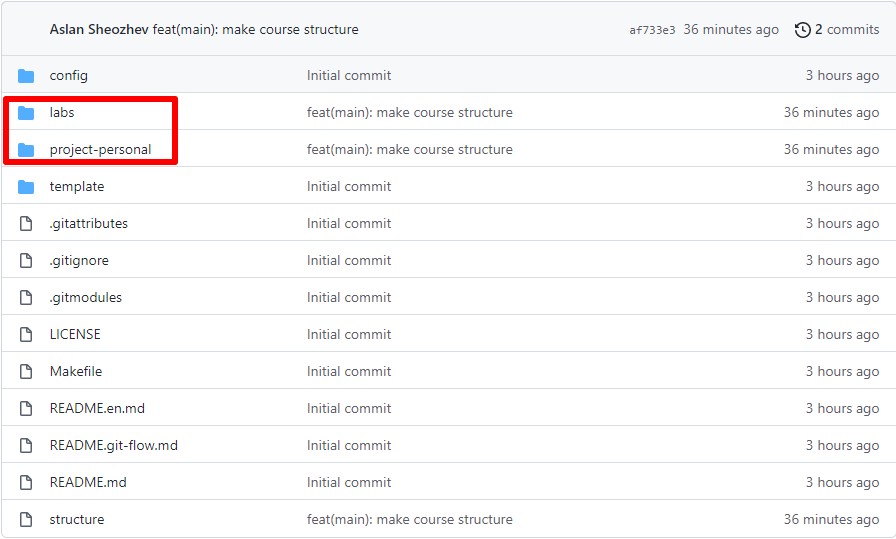 Aslan Sheozhev feat(main): make course structure af733e3 36 minutes ago 2 commits
config Initial commit 3 hours ago
labs feat(main): make course structure 36 minutes ago
project-personal feat(main): make course structure 36 minutes ago
template Initial commit 3 hours ago
.gitattributes Initial commit 3 hours ago
.gitignore Initial commit 3 hours ago
.gitmodules Initial commit 3 hours ago
LICENSE Initial commit 3 hours ago
Makefile Initial commit 3 hours ago
README.en.md Initial commit 3 hours ago
README.git-flow.md Initial commit 3 hours ago
README.md Initial commit 3 hours ago
structure feat(main): make course structure 36 minutes ago